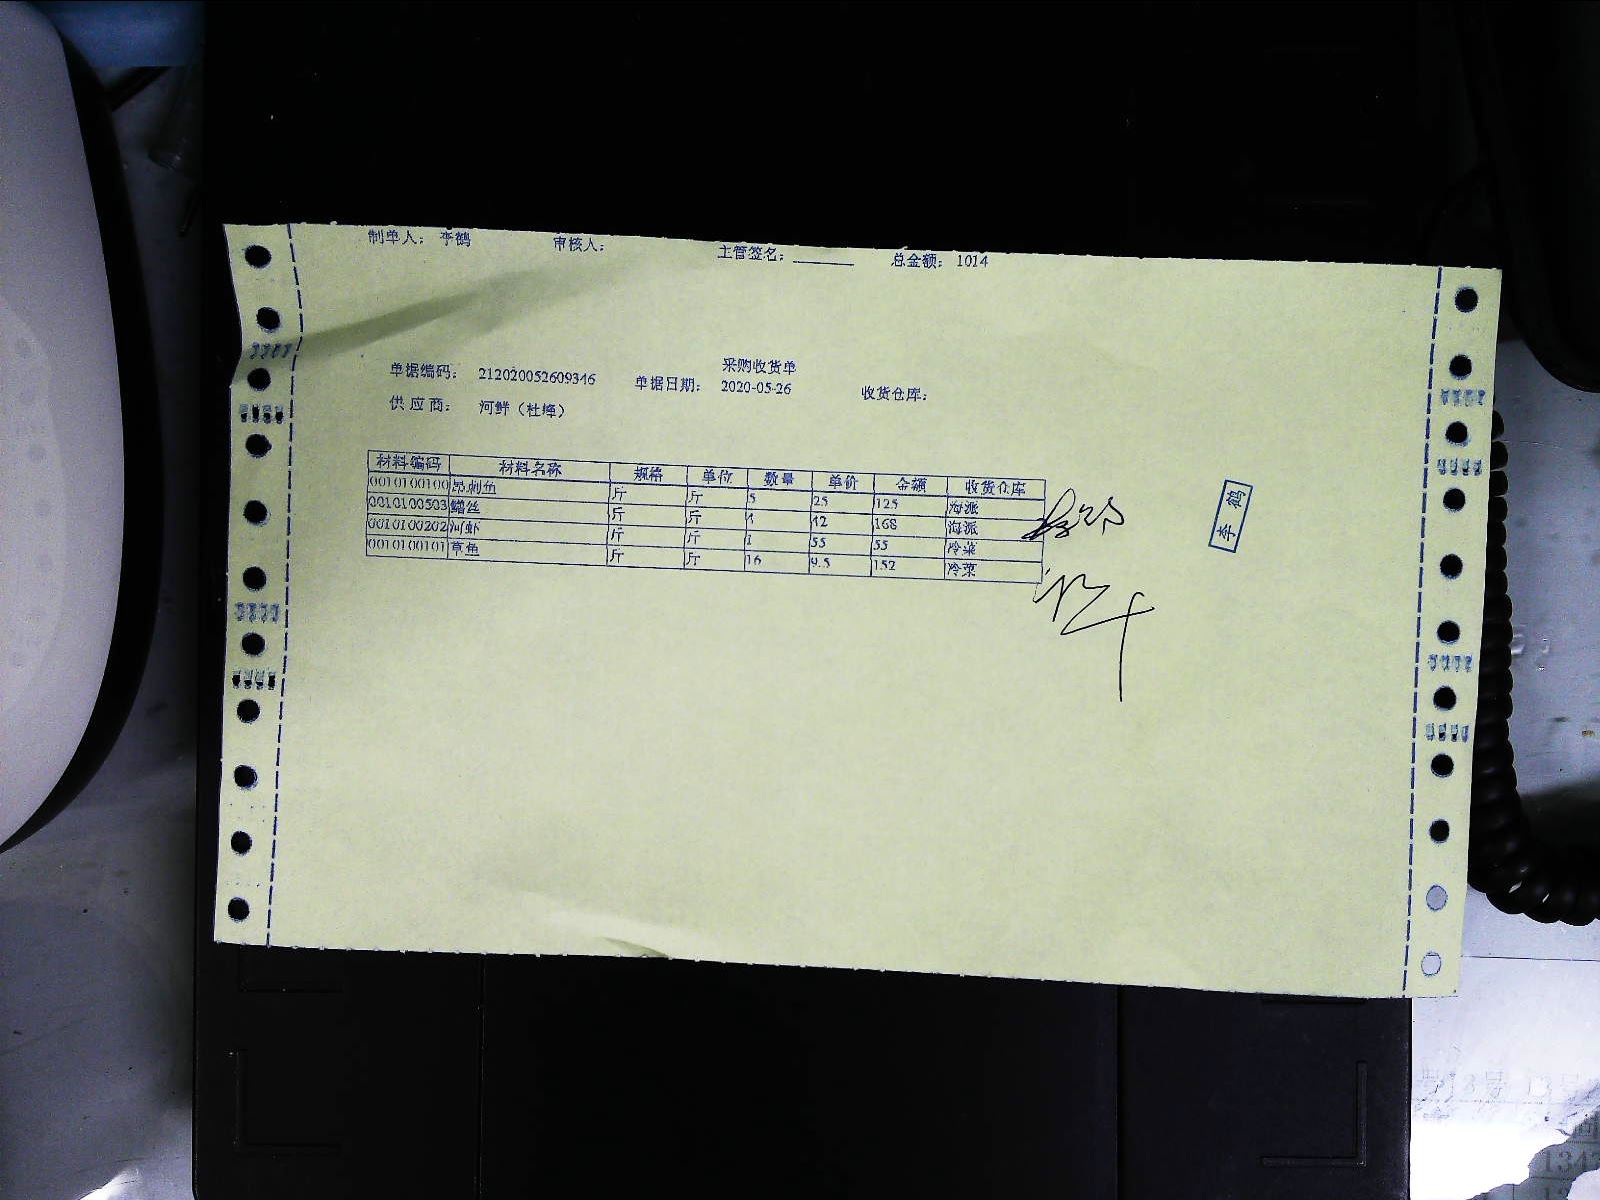 制单人： 李鹤 审核人： 主管签名： 总金额： 1014
采购收货单
单据编码： 212020052609346 单据日期： 2020-05-26 收货仓库：
供 应 商： 河鲜（杜峰）
材料编码 材料名称 规格 单位 数量 单价 金额 收货仓库
0010100100 昂刺鱼 斤 斤 5 25 125 海派
0010100503 鳝丝 斤 斤 42 168 海派
0010100202 河虾 斤 斤 1 55 55 冷菜
0010100101 草鱼 斤 斤 16 9.5 152 冷菜
李鹤